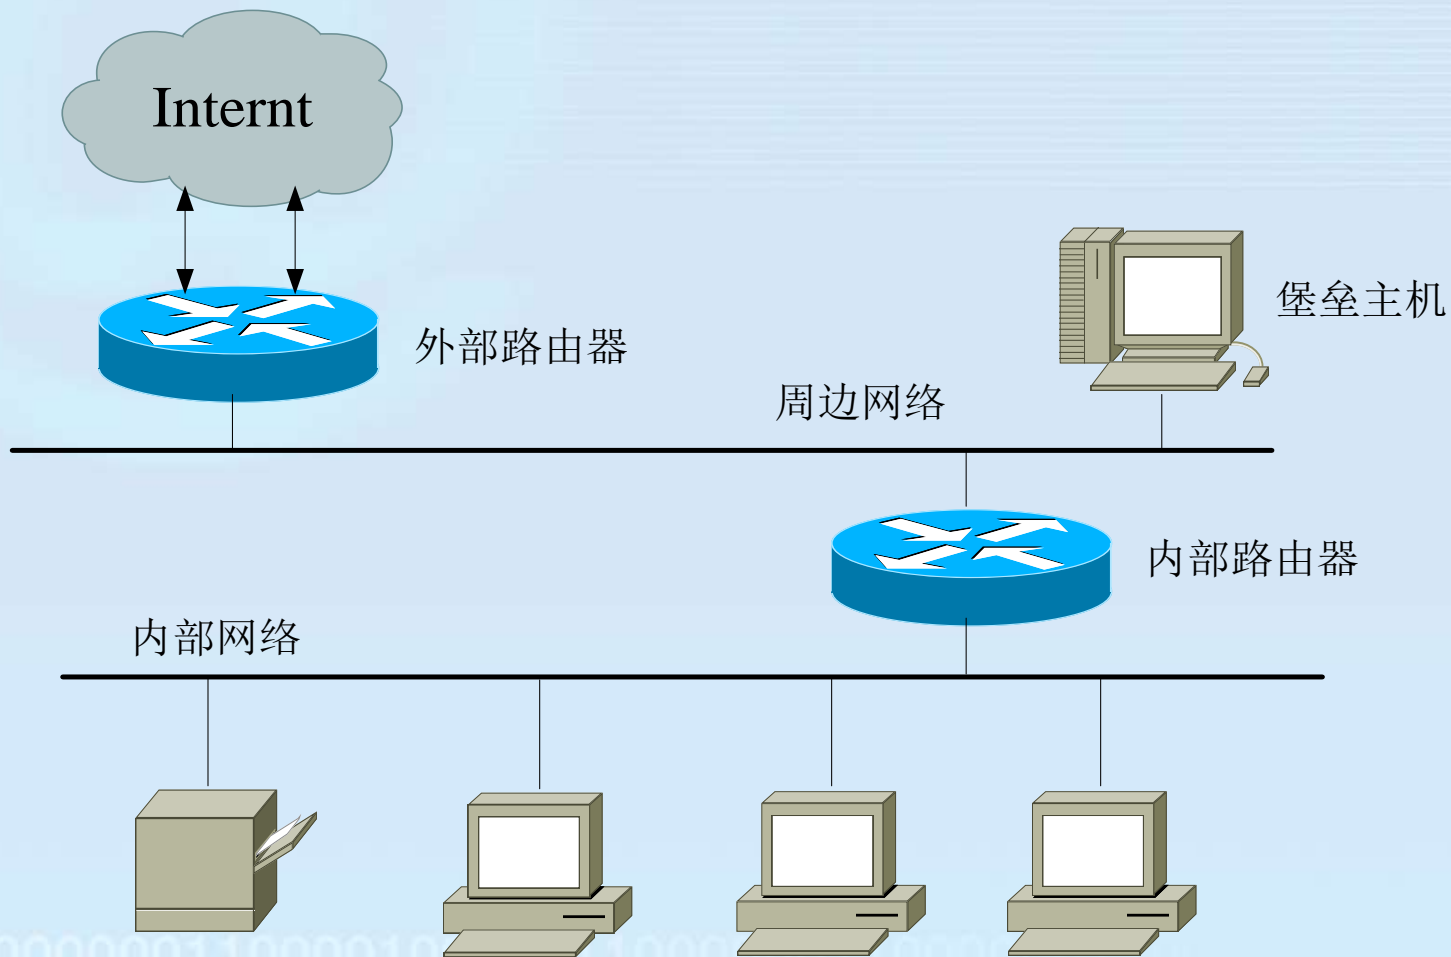 Internt
堡垒主机
外部路由器
周边网络
内部路由器
内部网络